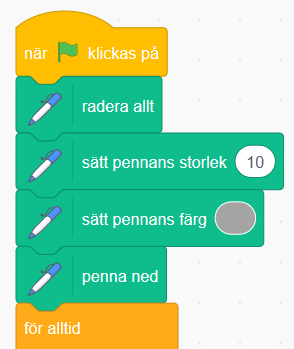 när klickas på
radera allt
sätt pennans storlek 10
sätt pennans färg
penna ned
för alltid